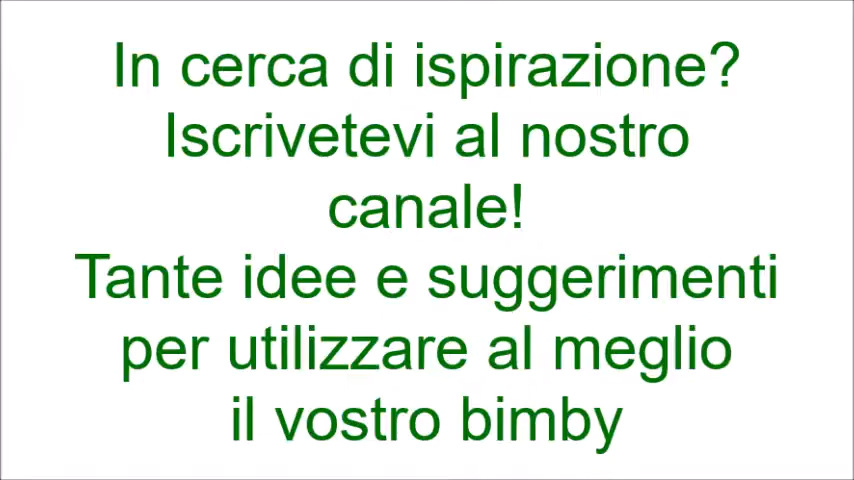 In cerca di ispirazione?
Iscrivetevi al nostro
canale!
Tante idee e suggerimenti
per utilizzare al meglio
il vostro bimby